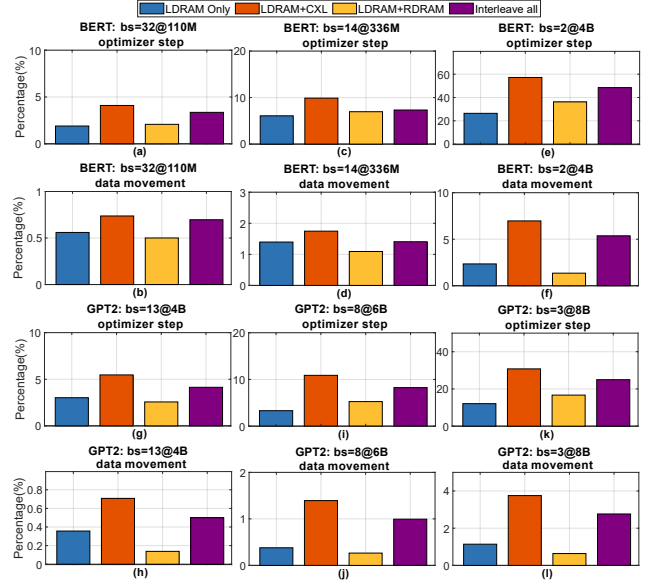 LDRAM Only LDRAM+CXL LDRAM+RDRAM Interleave all
BERT: bs=32@110M
optimizer step
Percentage(%)
10
5
0
(a)
BERT: bs=14@336M
optimizer step
20
10
0
(c)
BERT: bs=2@4B
optimizer step
60
40
20
0
(e)
BERT: bs=32@110M
data movement
Percentage(%)
1
0.5
0
(b)
BERT: bs=14@336M
data movement
3
2
1
0
(d)
BERT: bs=2@4B
data movement
10
5
0
(f)
GPT2: bs=13@4B
optimizer step
Percentage(%)
10
5
0
(g)
GPT2: bs=8@6B
optimizer step
20
10
0
(i)
GPT2: bs=3@8B
optimizer step
40
20
0
(k)
GPT2: bs=13@4B
data movement
Percentage(%)
0.8
0.6
0.4
0.2
0
(h)
GPT2: bs=8@6B
data movement
2
1
0
(j)
GPT2: bs=3@8B
data movement
4
2
0
(l)